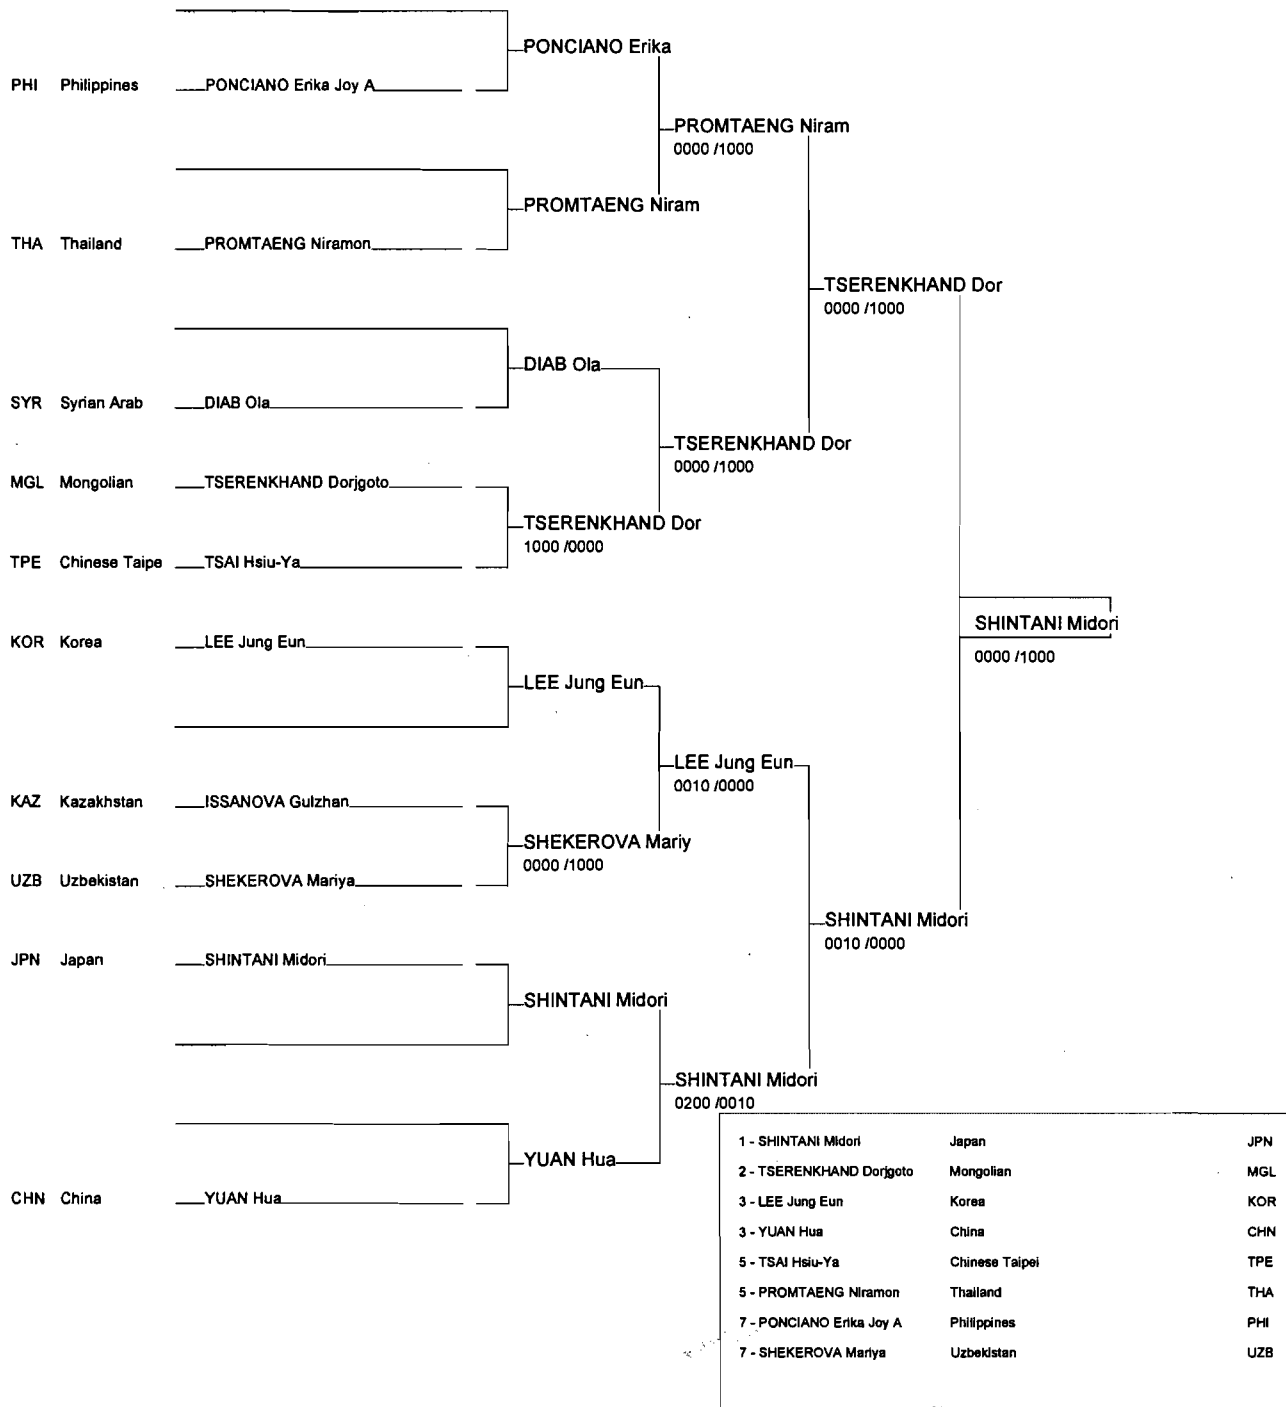 PONCIANO Erika
PHI Philippines PONCIANO Erika Joy A
PROMTAENG Niram
0000 /1000
PROMTAENG Niram
THA Thailand PROMTAENG Niramon
TSERENKHAND Dor
0000 /1000
DIAB Ola
SYR Syrian Arab DIAB Ola
TSERENKHAND Dor
0000 /1000
MGL Mongolian TSERENKHAND Dorjgoto
TSERENKHAND Dor
1000 /0000
TPE Chinese Taipe TSAI Hsiu-Ya
SHINTANI Midori
0000 /1000
KOR Korea LEE Jung Eun
LEE Jung Eun
LEE Jung Eun
0010 /0000
KAZ Kazakhstan ISSANOVA Gulzhan
SHEKEROVA Mariy
0000 /1000
UZB Uzbekistan SHEKEROVA Mariya
SHINTANI Midori
0010 /0000
JPN Japan SHINTANI Midori
SHINTANI Midori
SHINTANI Midori
0200 /0010
YUAN Hua
CHN China YUAN Hua
1 - SHINTANI Midori Japan JPN
2 - TSERENKHAND Dorjgoto Mongolian MGL
3 - LEE Jung Eun Korea KOR
3 - YUAN Hua China CHN
5 - TSAI Hsiu-Ya Chinese Taipei TPE
5 - PROMTAENG Niramon Thailand THA
7 - PONCIANO Erika Joy A Philippines PHI
7 - SHEKEROVA Mariya Uzbekistan UZB